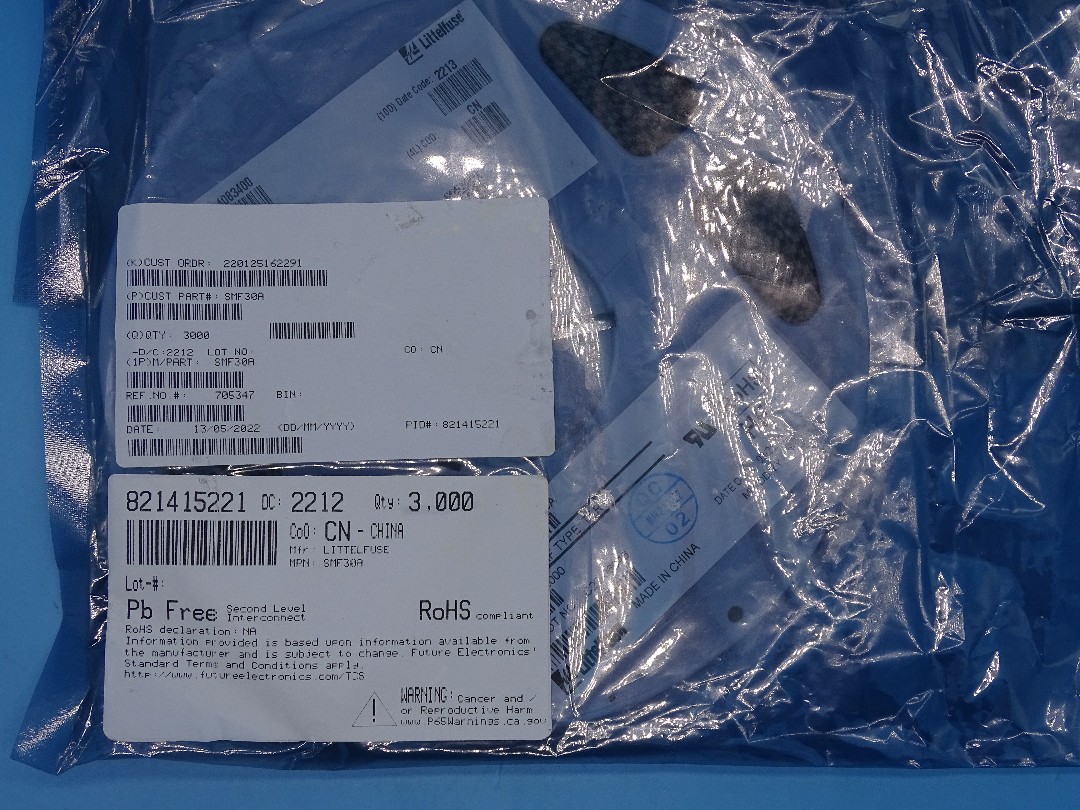 Littelfuse
(10D) Date Code: 2213
CN
(4L) COO:
4083400
(K)CUST ORDR: 220125162291
(P)CUST PART#: SMF30A
(Q)QTY: 3000
-D/C:2212 LOT NO
CO: CN
(1P)M/PART: SMF30A
REF.NO.#: 705347 BIN:
DATE: 13/05/2022 (DD/MM/YYYY) PID#:821415221
821415221 DC: 2212 Qty: 3.000
CoO: CN - CHINA
Mfr: LITTELFUSE
MPN: SMF30A
Lot-#:
Pb Free Second Level Interconnect RoHS compliant
RoHS declaration: NA
Information provided is based upon information available from
the manufacturer and is subject to change. Future Electronics'
Standard Terms and Conditions apply.
http://www.futureelectronics.com/TCS
WARNING: Cancer and /
or Reproductive Harm
www.P65Warnings.ca.gov
TYPE
Q.C.
02
MADE IN CHINA